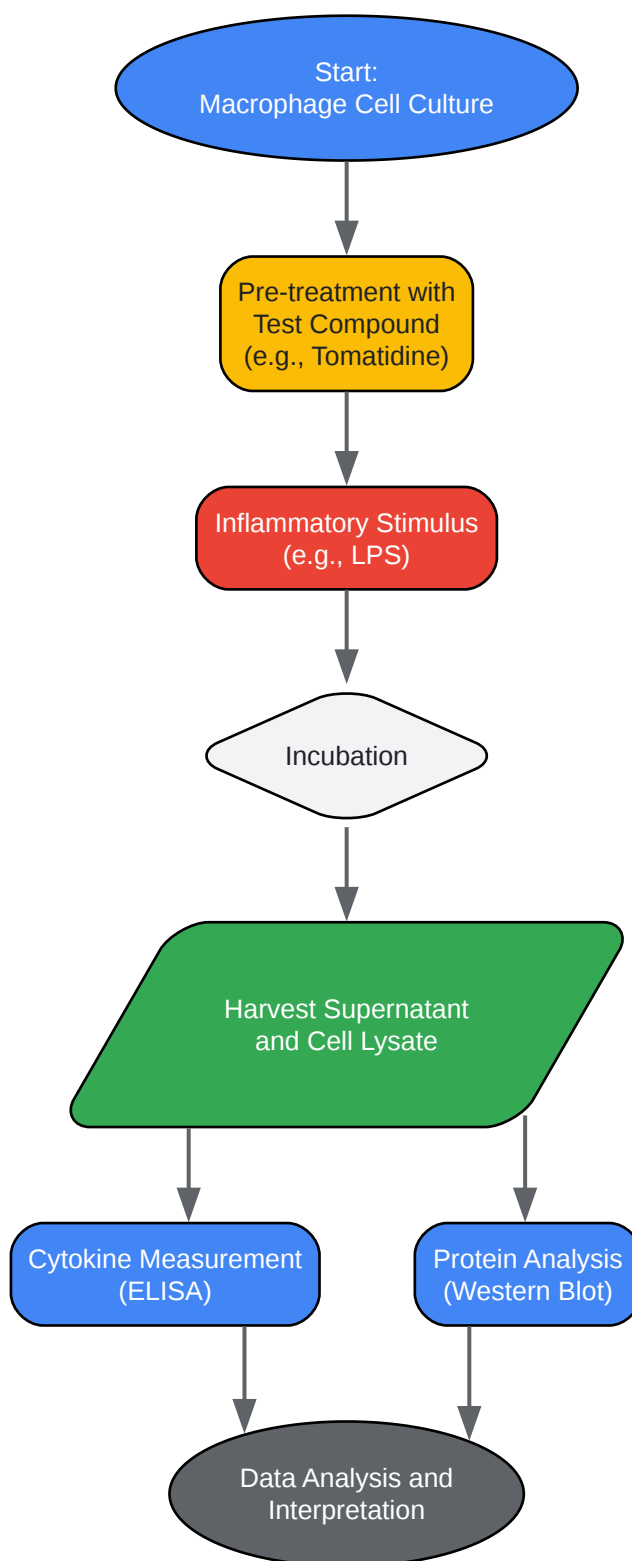 Start:
Macrophage Cell Culture
Pre-treatment with
Test Compound
(e.g., Tomatidine)
Inflammatory Stimulus
(e.g., LPS)
Incubation
Harvest Supernatant
and Cell Lysate
Cytokine Measurement
(ELISA)
Protein Analysis
(Western Blot)
Data Analysis and
Interpretation